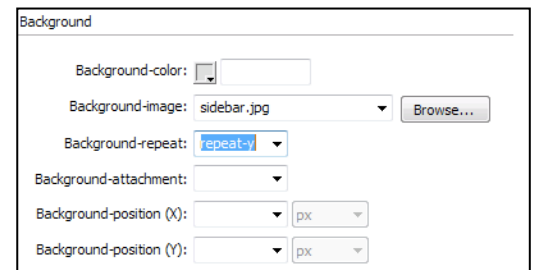 Background
Background-color:
Background-image: sidebar.jpg Browse...
Background-repeat: repeat-y
Background-attachment:
Background-position (X): px
Background-position (Y): px